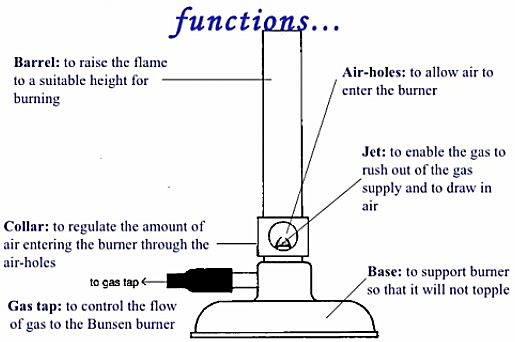 functions...
Barrel: to raise the flame
to a suitable height for
burning
Air-holes: to allow air to
enter the burner
Jet: to enable the gas to
rush out of the gas
supply and to draw in
air
Collar: to regulate the amount of
air entering the burner through the
air-holes
to gas tap
Gas tap: to control the flow
of gas to the Bunsen burner
Base: to support burner
so that it will not topple